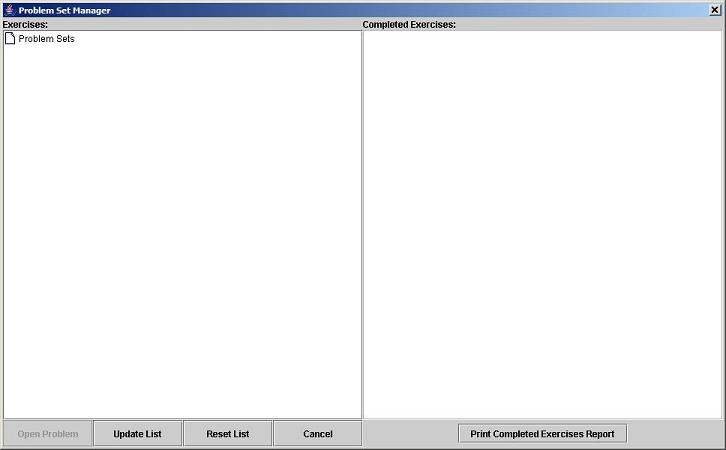 Problem Set Manager
Exercises:
Completed Exercises:
Problem Sets
Open Problem
Update List
Reset List
Cancel
Print Completed Exercises Report